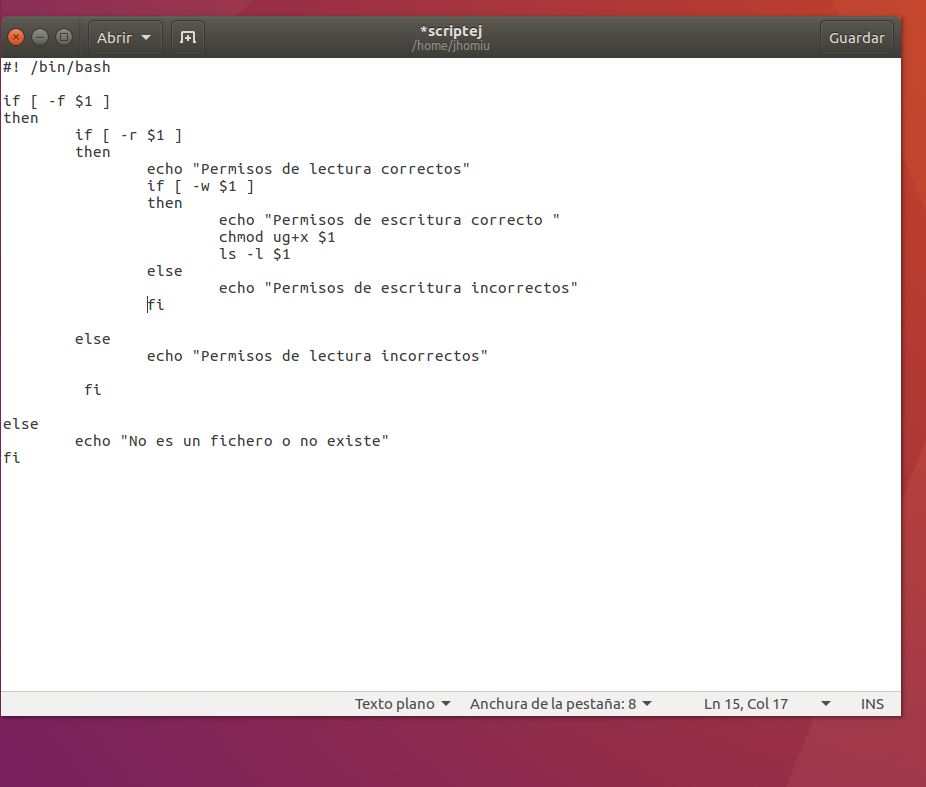 Abrir
*scriptej
/home/jhomiu
Guardar
#! /bin/bash
if [ -f $1 ]
then
if [ -r $1 ]
then
echo "Permisos de lectura correctos"
if [ -w $1 ]
then
echo "Permisos de escritura correcto "
chmod ug+x $1
ls -l $1
else
echo "Permisos de escritura incorrectos"
fi
else
echo "Permisos de lectura incorrectos"
fi
else
echo "No es un fichero o no existe"
fi
Texto plano
Anchura de la pestaña: 8
Ln 15, Col 17
INS